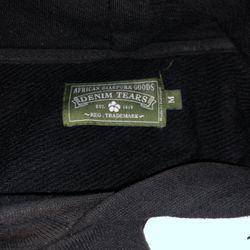 AFRICAN DIASPORA GOODS
DENIM TEARS
EST. 1619
~REG. TRADEMARK~
M